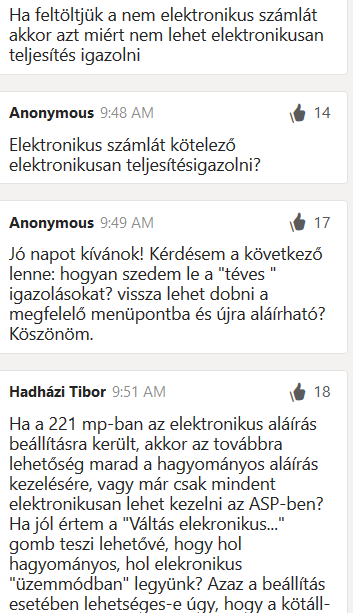 Ha feltöltjük a nem elektronikus számlát
akkor azt miért nem lehet elektronikusan
teljesítés igazolni
Anonymous 9:48 AM 14
Elektronikus számlát kötelező
elektronikusan teljesítésigazolni?
Anonymous 9:49 AM 17
Jó napot kívánok! Kérdésem a következő
lenne: hogyan szedem le a "téves "
igazolásokat? vissza lehet dobni a
megfelelő menüpontba és újra aláírható?
Köszönöm.
Hadházi Tibor 9:51 AM 18
Ha a 221 mp-ban az elektronikus aláírás
beállításra került, akkor az továbbra
lehetőség marad a hagyományos aláírás
kezelésére, vagy már csak mindent
elektronikusan lehet kezelni az ASP-ben?
Ha jól értem a "Váltás elekronikus..."
gomb teszi lehetővé, hogy hol
hagyományos, hol elekronikus
"üzemmódban" legyünk? Azaz a beállítás
esetében lehetséges-e úgy, hogy a kötáll-